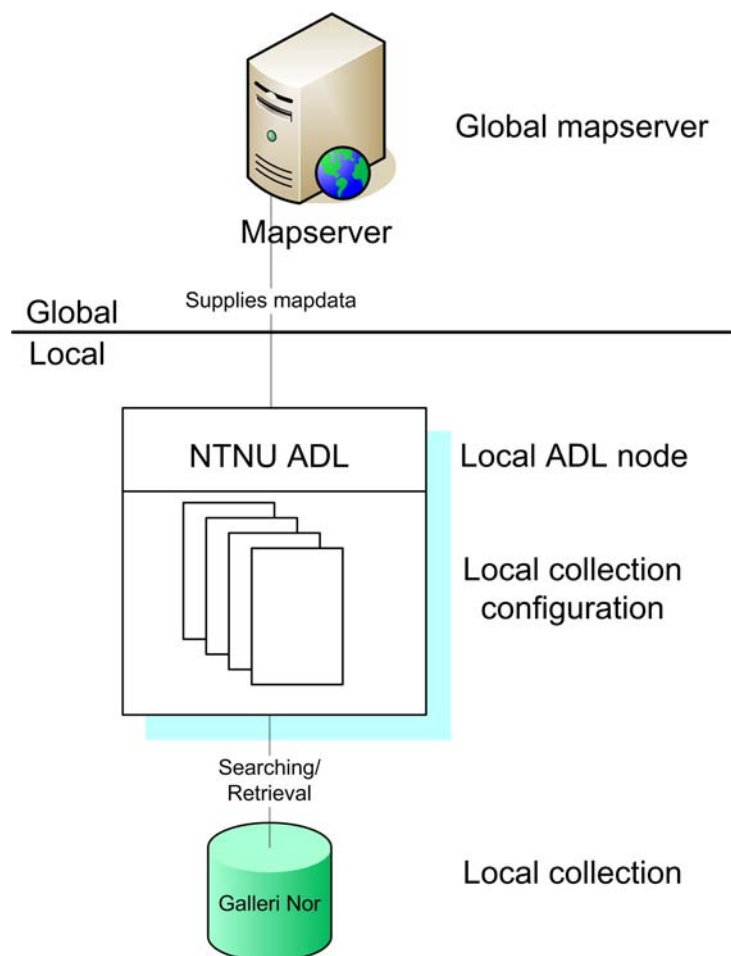 Global mapserver
Mapserver
Supplies mapdata
Global
Local
NTNU ADL
Local ADL node
Local collection
configuration
Searching/
Retrieval
Galleri Nor
Local collection